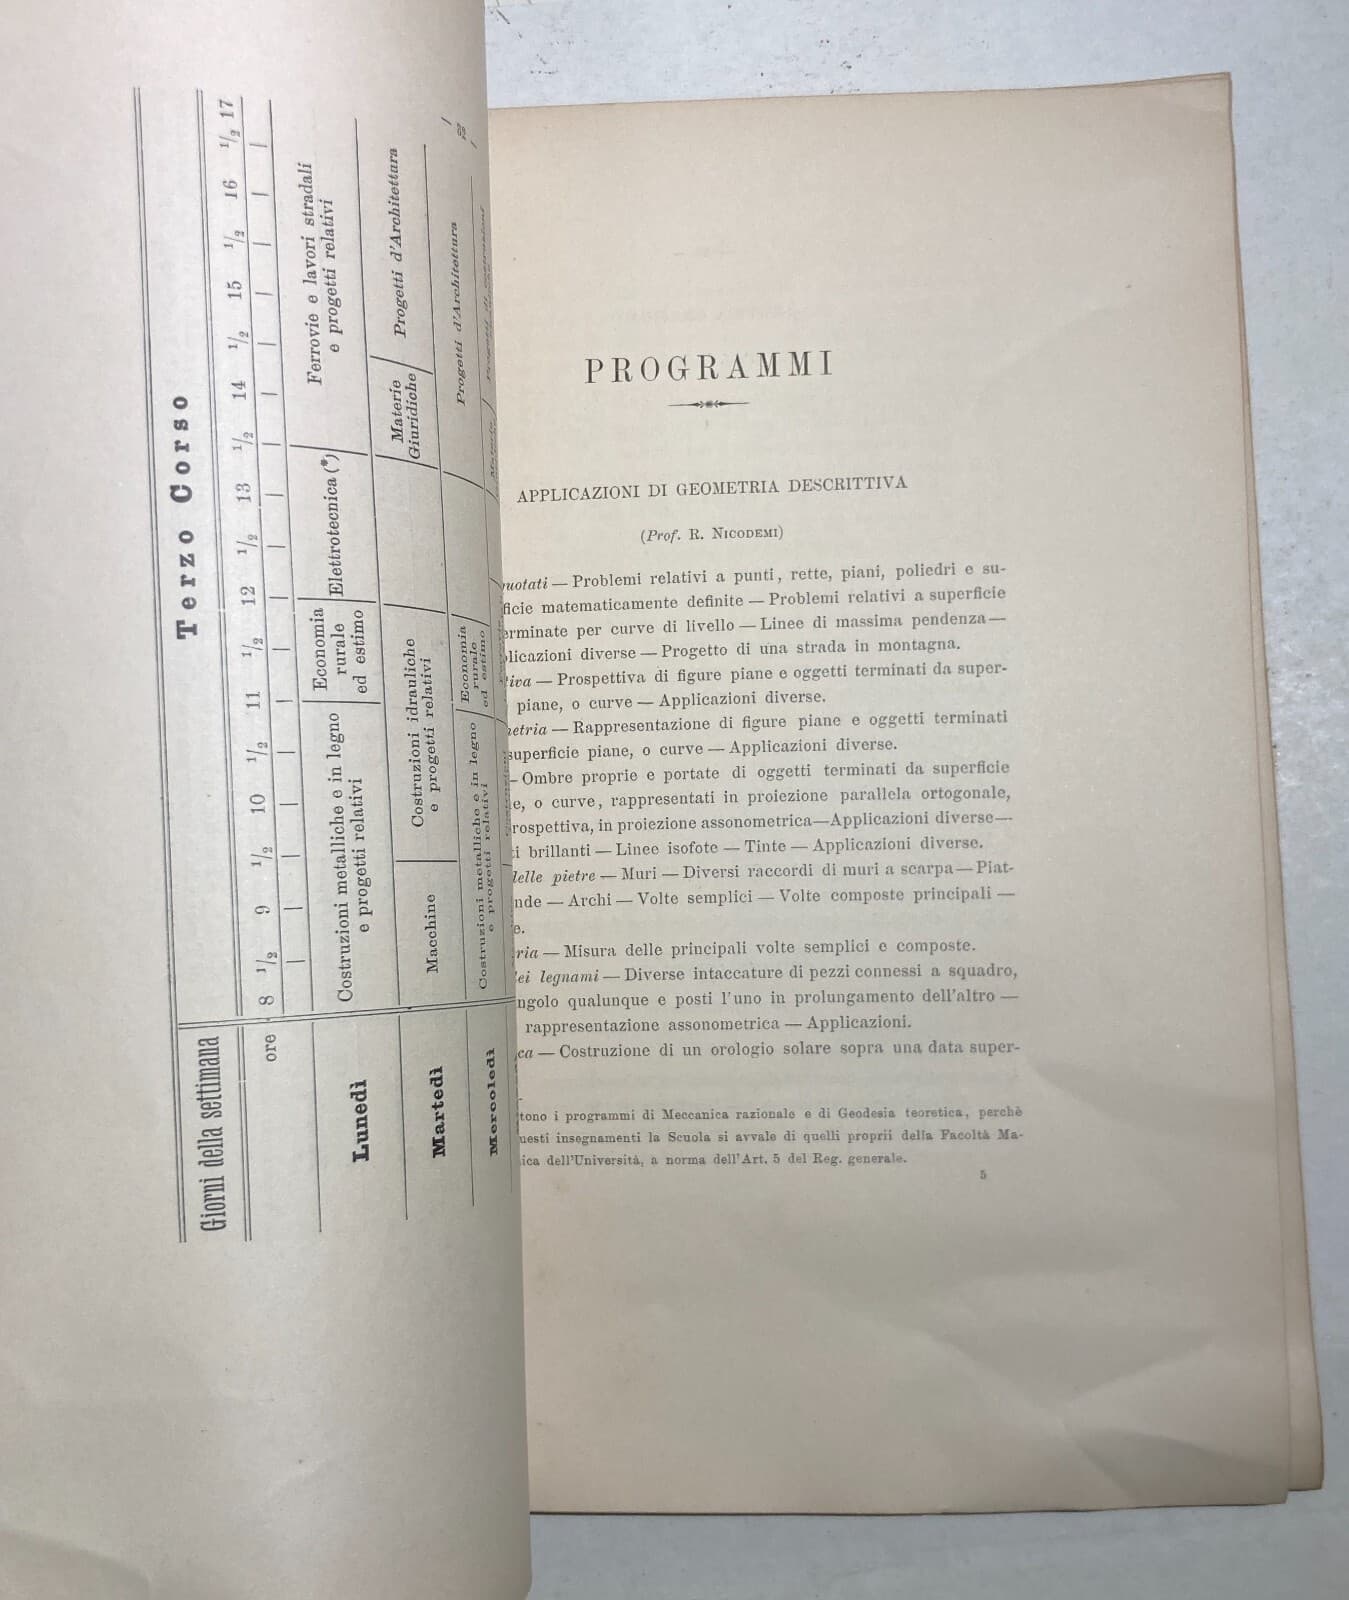 Terzo Corso
Giorni della settimana
ore 8 1/2 9 1/2 10 1/2 11 1/2 12 1/2 13 1/2 14 1/2 15 1/2 16 1/2 17
Lunedì
Costruzioni metalliche e in legno
e progetti relativi
Economia
rurale
ed estimo
Elettrotecnica (*)
Ferrovie e lavori stradali
e progetti relativi
Martedì
Macchine
Costruzioni idrauliche
e progetti relativi
Materie
Giuridiche
Progetti d'Architettura
Mercoledì
Costruzioni metalliche e in legno
e progetti relativi
Economia
rurale
ed estimo
Progetti d'Architettura
PROGRAMMI
APPLICAZIONI DI GEOMETRIA DESCRITTIVA
(Prof. R. NICODEMI)
uotati — Problemi relativi a punti, rette, piani, poliedri e su-
ficie matematicamente definite — Problemi relativi a superficie
erminate per curve di livello — Linee di massima pendenza —
licazioni diverse — Progetto di una strada in montagna.
tiva — Prospettiva di figure piane e oggetti terminati da super-
piane, o curve — Applicazioni diverse.
etria — Rappresentazione di figure piane e oggetti terminati
superficie piane, o curve — Applicazioni diverse.
— Ombre proprie e portate di oggetti terminati da superficie
e, o curve, rappresentati in proiezione parallela ortogonale,
rospettiva, in proiezione assonometrica—Applicazioni diverse—
ti brillanti — Linee isofote — Tinte — Applicazioni diverse.
delle pietre — Muri — Diversi raccordi di muri a scarpa — Piat-
nde — Archi — Volte semplici — Volte composte principali —
e.
ria — Misura delle principali volte semplici e composte.
dei legnami — Diverse intaccature di pezzi connessi a squadro,
ngolo qualunque e posti l'uno in prolungamento dell'altro —
rappresentazione assonometrica — Applicazioni.
ca — Costruzione di un orologio solare sopra una data super-
tono i programmi di Meccanica razionale e di Geodesia teoretica, perchè
uesti insegnamenti la Scuola si avvale di quelli proprii della Facoltà Ma-
ica dell'Università, a norma dell'Art. 5 del Reg. generale.
5